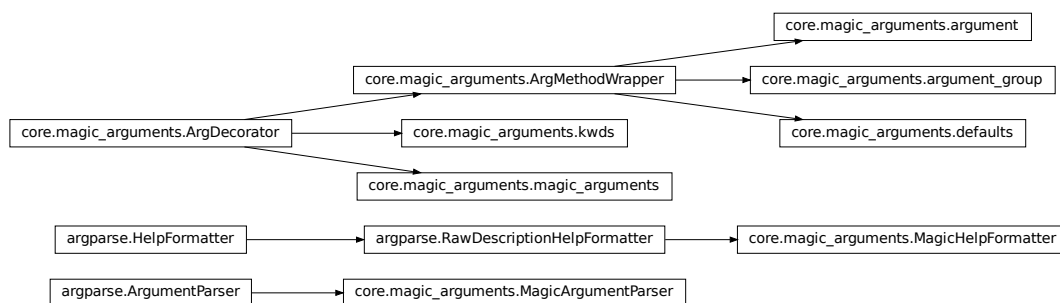 core.magic_arguments.argument
core.magic_arguments.ArgMethodWrapper
core.magic_arguments.argument_group
core.magic_arguments.ArgDecorator
core.magic_arguments.kwds
core.magic_arguments.defaults
core.magic_arguments.magic_arguments
argparse.HelpFormatter
argparse.RawDescriptionHelpFormatter
core.magic_arguments.MagicHelpFormatter
argparse.ArgumentParser
core.magic_arguments.MagicArgumentParser